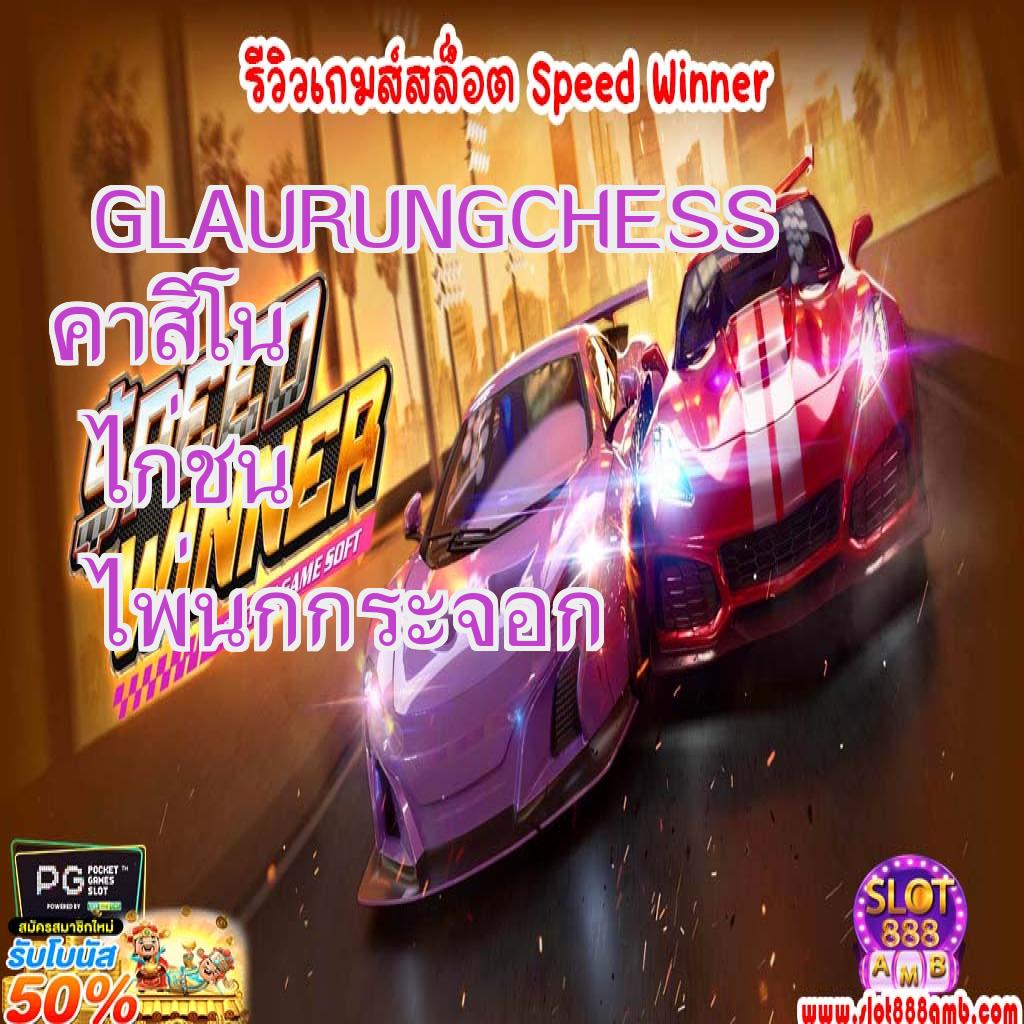 รีวิวเกมส์สล็อต Speed Winner
GLAURUNGCHESS
คาสิโน
ไก่ชน
ไพ่นกกระจอก
SPEED
WINNER
GAME SOFT
PG POCKET GAMES SLOT
POWERED BY
สมัครสมาชิกใหม่
รับโบนัส
50%
SLOT
888
AMB
www.slot888amb.com